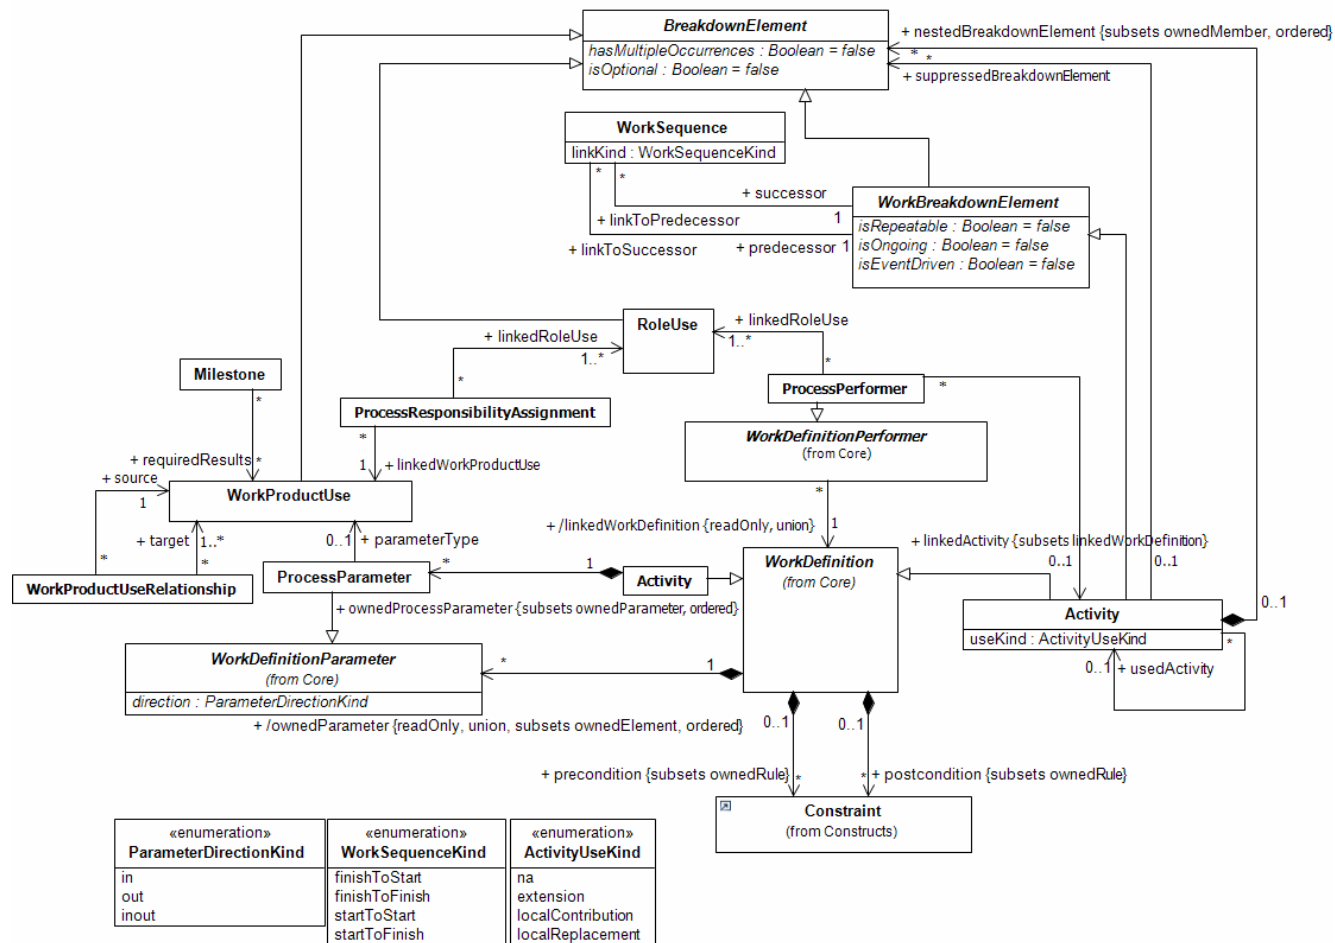 BreakdownElement
hasMultipleOccurrences : Boolean = false
isOptional : Boolean = false
+ nestedBreakdownElement {subsets ownedMember, ordered}
*
*
+ suppressedBreakdownElement
WorkSequence
linkKind : WorkSequenceKind
*
*
+ successor
+ linkToPredecessor
1
+ linkToSuccessor
+ predecessor 1
WorkBreakdownElement
isRepeatable : Boolean = false
isOngoing : Boolean = false
isEventDriven : Boolean = false
RoleUse
+ linkedRoleUse
1..*
+ linkedRoleUse
1..*
*
*
Milestone
*
ProcessPerformer
*
ProcessResponsibilityAssignment
*
WorkDefinitionPerformer
(from Core)
*
+ requiredResults
*
+ source
1
1
+ linkedWorkProductUse
WorkProductUse
+ target
1..*
*
*
0..1
+ parameterType
+ /linkedWorkDefinition {readOnly, union}
1
+ linkedActivity {subsets linkedWorkDefinition}
0..1
0..1
WorkProductUseRelationship
ProcessParameter
*
1
Activity
WorkDefinition
(from Core)
+ ownedProcessParameter {subsets ownedParameter, ordered}
Activity
useKind : ActivityUseKind
0..1
*
0..1
+ usedActivity
WorkDefinitionParameter
(from Core)
direction : ParameterDirectionKind
*
1
+ /ownedParameter {readOnly, union, subsets ownedElement, ordered}
0..1
0..1
+ precondition {subsets ownedRule}
*
*
+ postcondition {subsets ownedRule}
Constraint
(from Constructs)
«enumeration»
ParameterDirectionKind
in
out
inout
«enumeration»
WorkSequenceKind
finishToStart
finishToFinish
startToStart
startToFinish
«enumeration»
ActivityUseKind
na
extension
localContribution
localReplacement